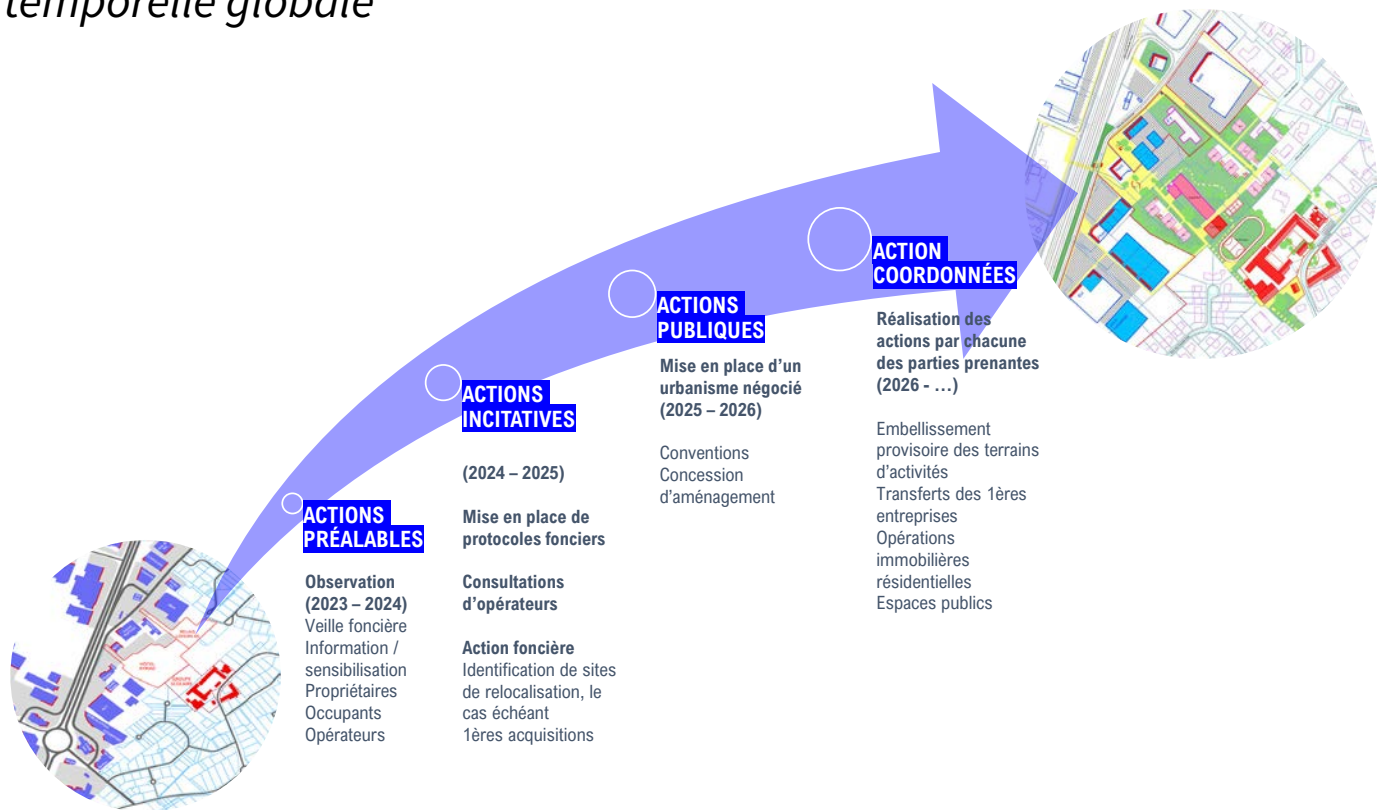 temporelle globale
ACTIONS
PRÉALABLES
Observation
(2023 – 2024)
Veille foncière
Information /
sensibilisation
Propriétaires
Occupants
Opérateurs
ACTIONS
INCITATIVES
(2024 – 2025)
Mise en place de
protocoles fonciers
Consultations
d’opérateurs
Action foncière
Identification de sites
de relocalisation, le
cas échéant
1ères acquisitions
ACTIONS
PUBLIQUES
Mise en place d’un
urbanisme négocié
(2025 – 2026)
Conventions
Concession
d’aménagement
ACTION
COORDONNÉES
Réalisation des
actions par chacune
des parties prenantes
(2026 - …)
Embellissement
provisoire des terrains
d’activités
Transferts des 1ères
entreprises
Opérations
immobilières
résidentielles
Espaces publics
GROUPE
SCOLAIRE